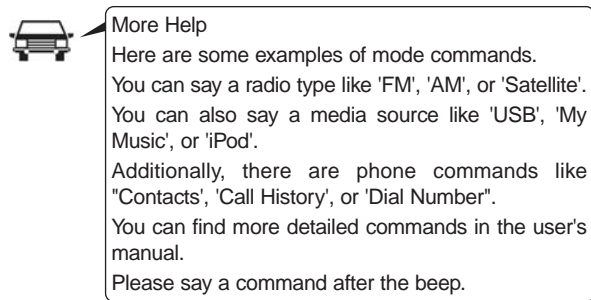 More Help
Here are some examples of mode commands.
You can say a radio type like 'FM', 'AM', or 'Satellite'.
You can also say a media source like 'USB', 'My
Music', or 'iPod'.
Additionally, there are phone commands like
"Contacts', 'Call History', or 'Dial Number".
You can find more detailed commands in the user's
manual.
Please say a command after the beep.